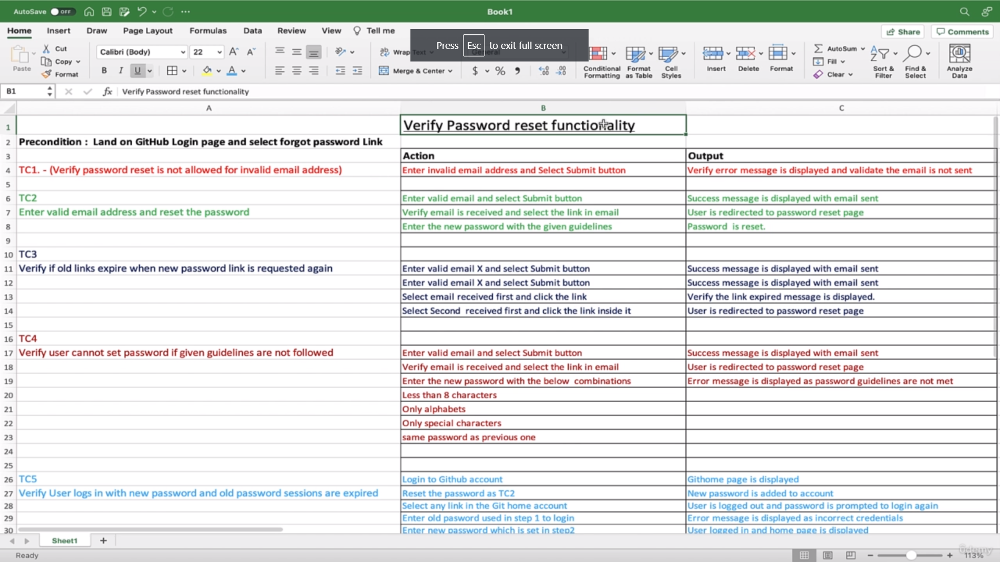 AutoSave OFF Book1
Home Insert Draw Page Layout Formulas Data Review View Tell me Share Comments
Press Esc to exit full screen
Paste Cut Copy Format
Calibri (Body) 22 A A
Wrap Text General
B I U A Merge & Center $ %
Conditional Formatting Format as Table Cell Styles Insert Delete Format
AutoSum Fill Clear Sort & Filter Find & Select Analyze Data
B1 fx Verify Password reset functionality
A B C
1 Verify Password reset functionality
2 Precondition : Land on GitHub Login page and select forgot password Link
3 Action Output
4 TC1. - (Verify password reset is not allowed for invalid email address) Enter invalid email address and Select Submit button Verify error message is displayed and validate the email is not sent
5
6 TC2 Enter valid email and select Submit button Success message is displayed with email sent
7 Enter valid email address and reset the password Verify email is received and select the link in email User is redirected to password reset page
8 Enter the new password with the given guidelines Password is reset.
9
10 TC3
11 Verify if old links expire when new password link is requested again Enter valid email X and select Submit button Success message is displayed with email sent
12 Enter valid email X and select Submit button Success message is displayed with email sent
13 Select email received first and click the link Verify the link expired message is displayed.
14 Select Second received first and click the link inside it User is redirected to password reset page
15
16 TC4
17 Verify user cannot set password if given guidelines are not followed Enter valid email and select Submit button Success message is displayed with email sent
18 Verify email is received and select the link in email User is redirected to password reset page
19 Enter the new password with the below combinations Error message is displayed as password guidelines are not met
20 Less than 8 characters
21 Only alphabets
22 Only special characters
23 same password as previous one
24
25
26 TC5 Login to Github account Githome page is displayed
27 Verify User logs in with new password and old password sessions are expired Reset the password as TC2 New password is added to account
28 Select any link in the Git home account User is logged out and password is prompted to login again
29 Enter old pasword used in step 1 to login Error message is displayed as incorrect credentials
30 Enter new password which is set in step2 User logged in and home page is displayed
Sheet1 +
Ready 113%
ûdemy